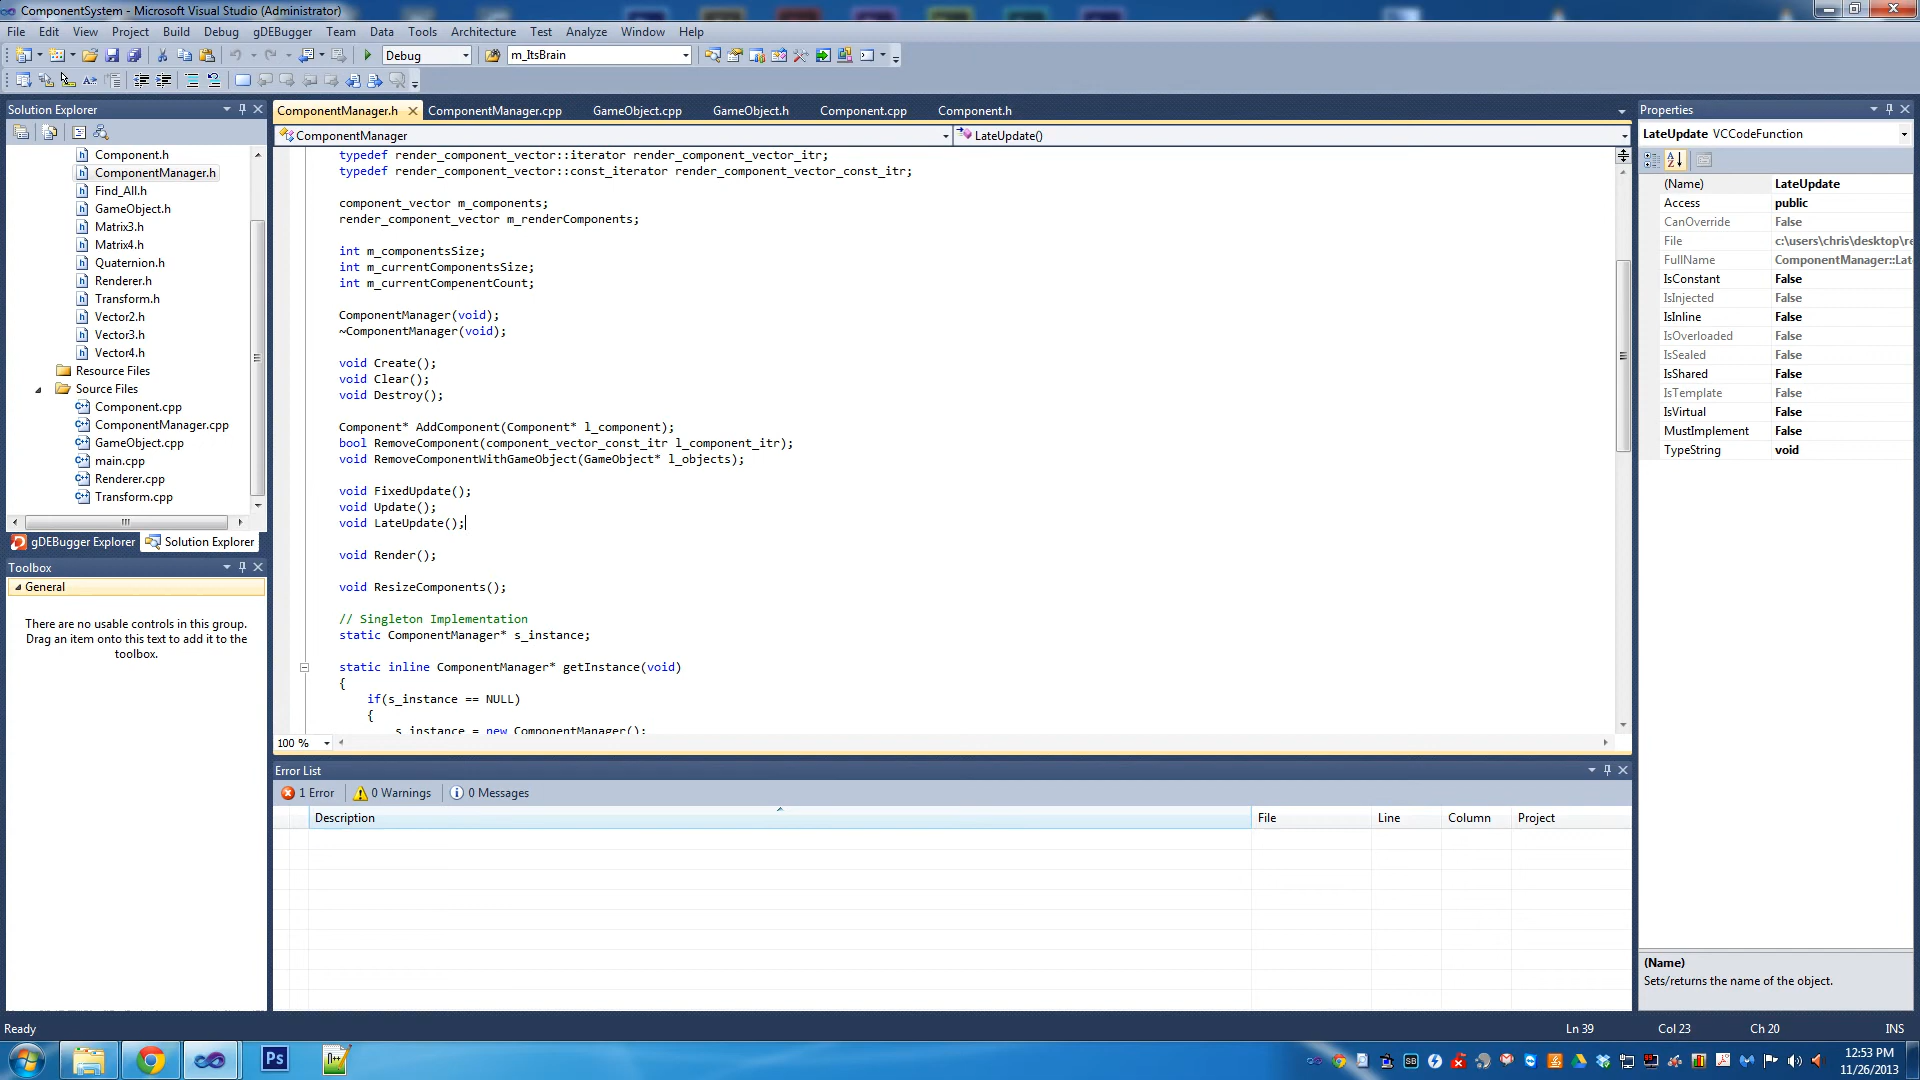 ComponentSystem - Microsoft Visual Studio (Administrator)
File Edit View Project Build Debug gDEBugger Team Data Tools Architecture Test Analyze Window Help
Debug m_ItsBrain
Solution Explorer
Component.h
ComponentManager.h
Find_All.h
GameObject.h
Matrix3.h
Matrix4.h
Quaternion.h
Renderer.h
Transform.h
Vector2.h
Vector3.h
Vector4.h
Resource Files
Source Files
Component.cpp
ComponentManager.cpp
GameObject.cpp
main.cpp
Renderer.cpp
Transform.cpp
gDEBugger Explorer Solution Explorer
Toolbox
General
There are no usable controls in this group.
Drag an item onto this text to add it to the
toolbox.
ComponentManager.h ComponentManager.cpp GameObject.cpp GameObject.h Component.cpp Component.h
ComponentManager LateUpdate()
typedef render_component_vector::iterator render_component_vector_itr;
typedef render_component_vector::const_iterator render_component_vector_const_itr;
component_vector m_components;
render_component_vector m_renderComponents;
int m_componentsSize;
int m_currentComponentsSize;
int m_currentCompenentCount;
ComponentManager(void);
~ComponentManager(void);
void Create();
void Clear();
void Destroy();
Component* AddComponent(Component* l_component);
bool RemoveComponent(component_vector_const_itr l_component_itr);
void RemoveComponentWithGameObject(GameObject* l_objects);
void FixedUpdate();
void Update();
void LateUpdate();
void Render();
void ResizeComponents();
// Singleton Implementation
static ComponentManager* s_instance;
static inline ComponentManager* getInstance(void)
{
if(s_instance == NULL)
{
s_instance = new ComponentManager();
100 %
Error List
1 Error 0 Warnings 0 Messages
Description File Line Column Project
Properties
LateUpdate VCCodeFunction
(Name) LateUpdate
Access public
CanOverride False
File c:\users\chris\desktop\re
FullName ComponentManager::Lat
IsConstant False
IsInjected False
IsInline False
IsOverloaded False
IsSealed False
IsShared False
IsTemplate False
IsVirtual False
MustImplement False
TypeString void
(Name)
Sets/returns the name of the object.
Ready Ln 39 Col 23 Ch 20 INS
Ps
12:53 PM
11/26/2013